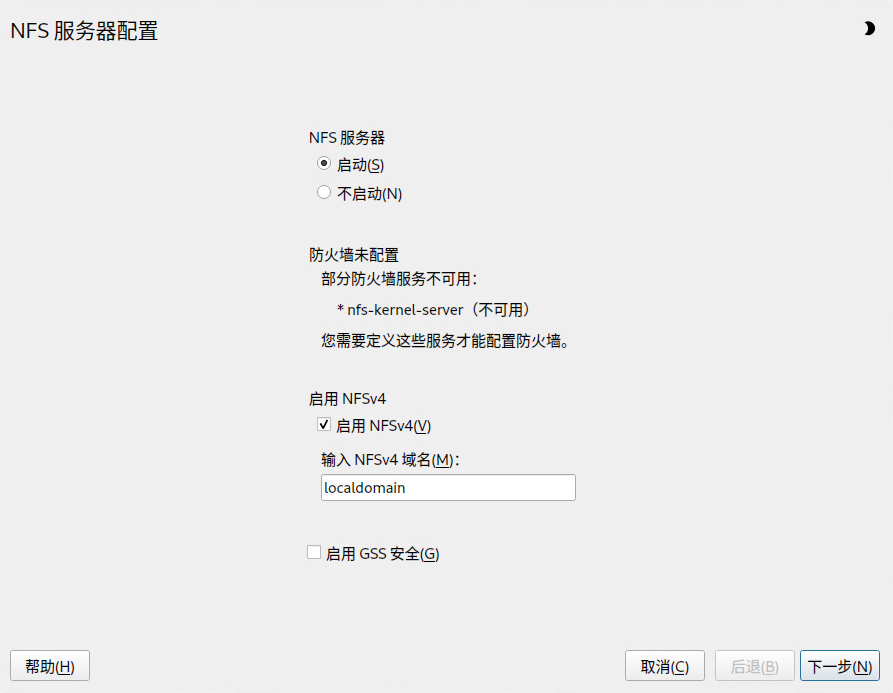 NFS 服务器配置
NFS 服务器
启动(S)
不启动(N)
防火墙未配置
部分防火墙服务不可用：
* nfs-kernel-server（不可用）
您需要定义这些服务才能配置防火墙。
启用 NFSv4
启用 NFSv4(V)
输入 NFSv4 域名(M)：
localdomain
启用 GSS 安全(G)
帮助(H)
取消(C)
后退(B)
下一步(N)